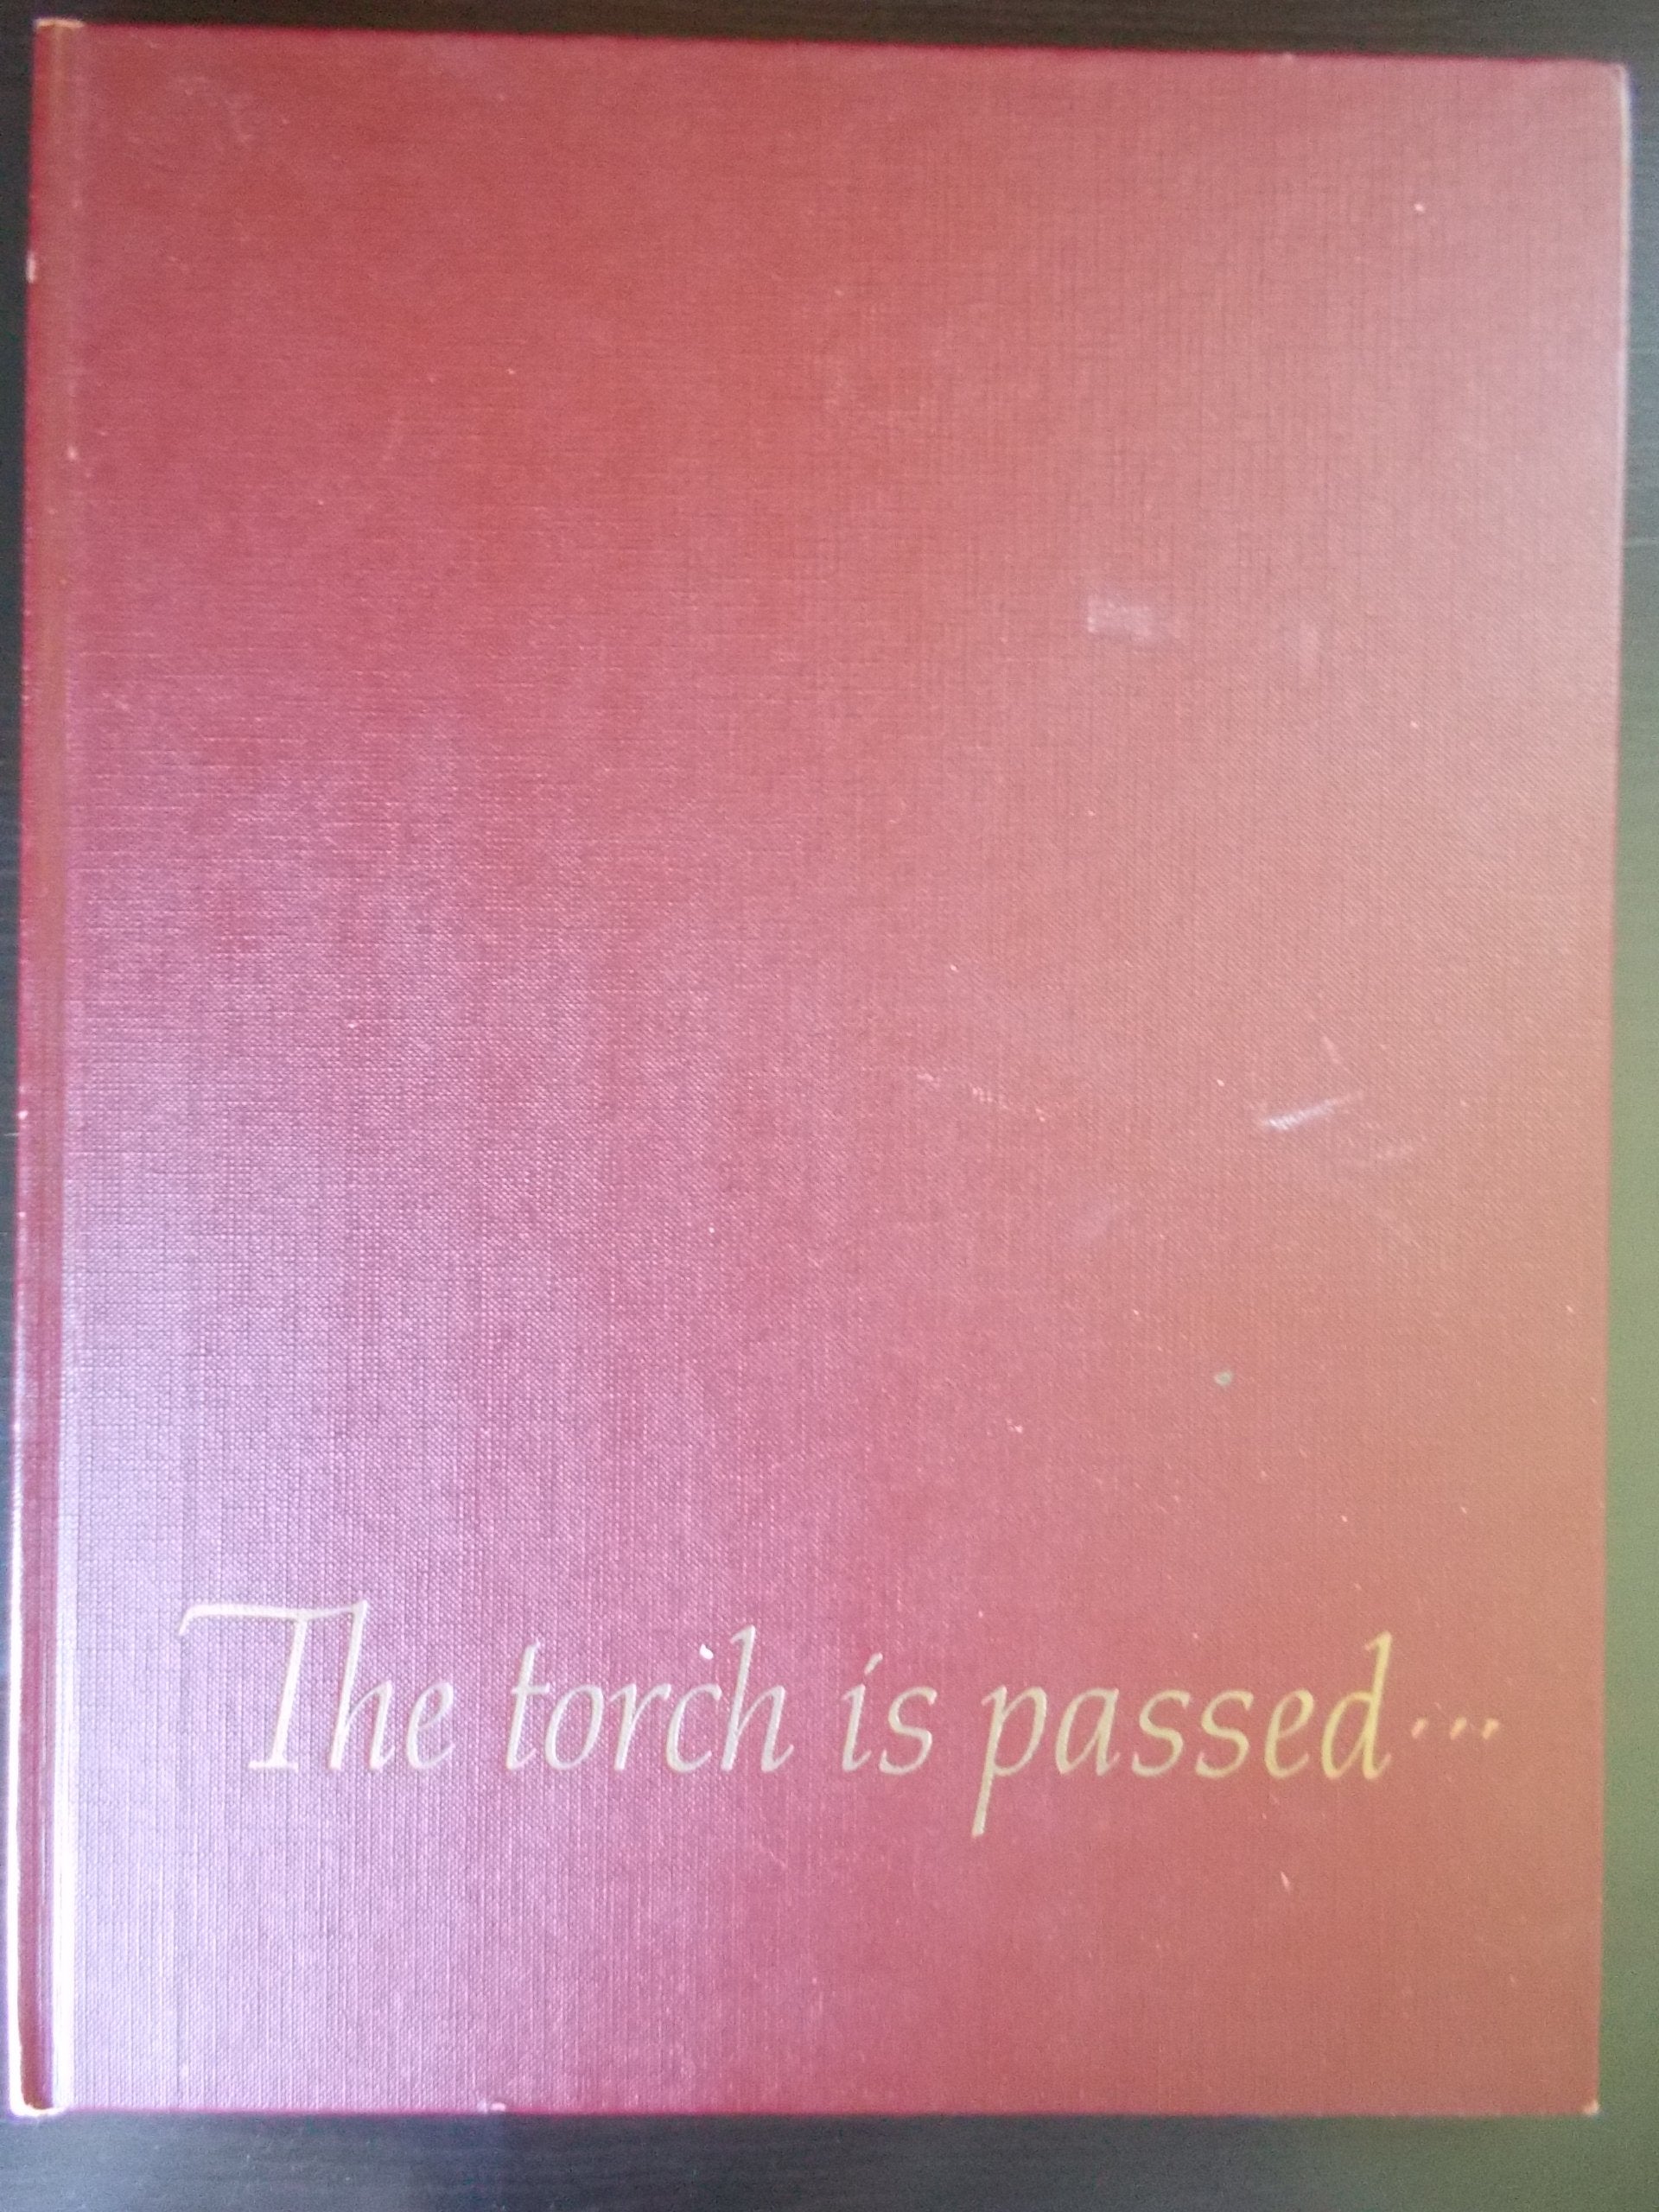 The torch is passed...